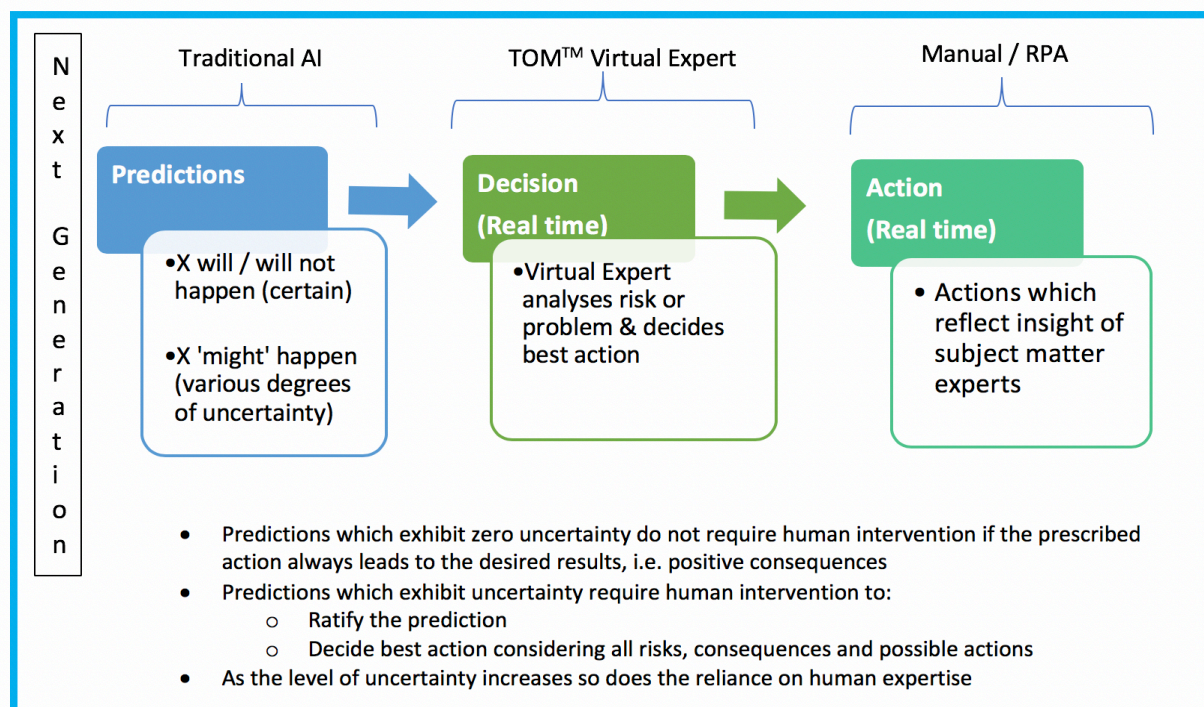 Next Generation
Traditional AI
TOM™ Virtual Expert
Manual / RPA
Predictions
•X will / will not
happen (certain)
•X 'might' happen
(various degrees
of uncertainty)
Decision
(Real time)
•Virtual Expert
analyses risk or
problem & decides
best action
Action
(Real time)
• Actions which
reflect insight of
subject matter
experts
• Predictions which exhibit zero uncertainty do not require human intervention if the prescribed
action always leads to the desired results, i.e. positive consequences
• Predictions which exhibit uncertainty require human intervention to:
o Ratify the prediction
o Decide best action considering all risks, consequences and possible actions
• As the level of uncertainty increases so does the reliance on human expertise